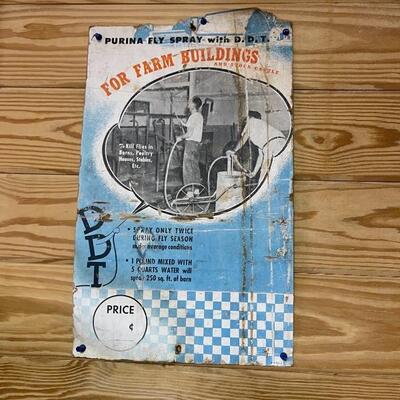 PURINA FLY SPRAY with D. D. T.
FOR FARM BUILDINGS
AND STOCK CATTLE
To Kill Flies in
Barns, Poultry
Houses, Stables,
Etc.
DDT
• SPRAY ONLY TWICE
DURING FLY SEASON
under average conditions
• 1 POUND MIXED WITH
5 QUARTS WATER will
spray 250 sq. ft. of barn
PRICE
¢